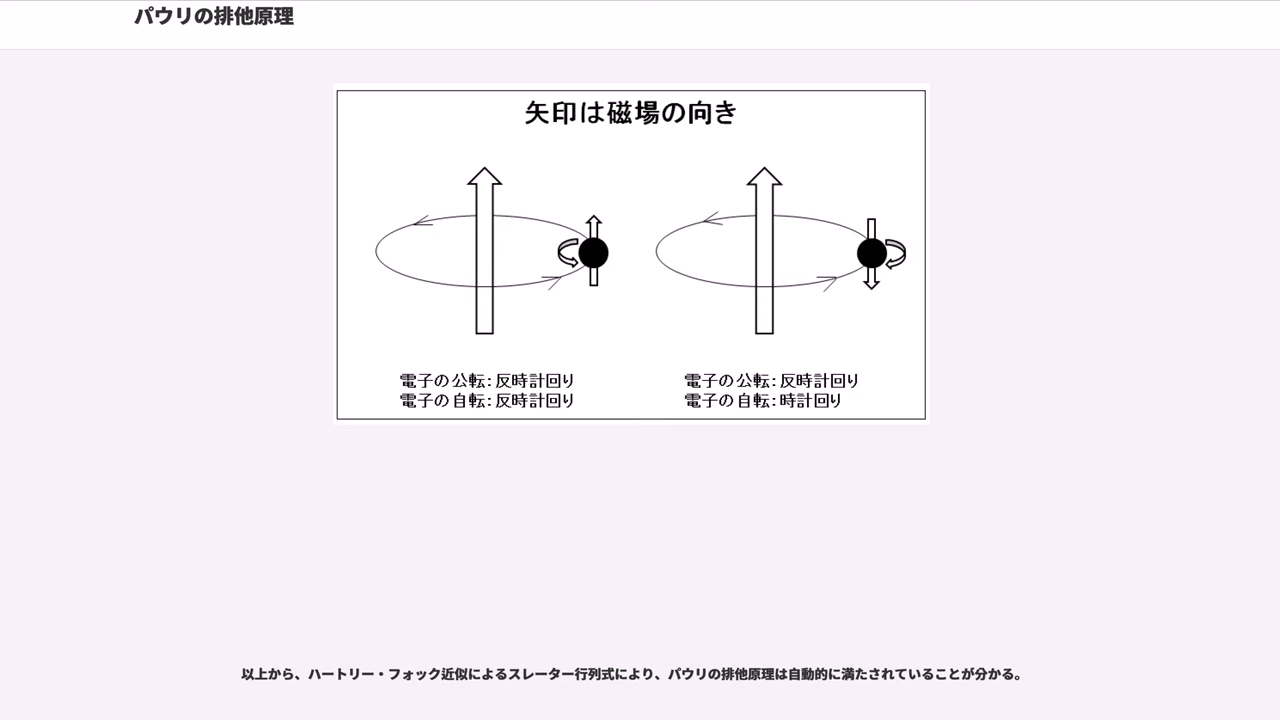 パウリの排他原理
矢印は磁場の向き
電子の公転：反時計回り
電子の自転：反時計回り
電子の公転：反時計回り
電子の自転：時計回り
以上から、ハートリー・フォック近似によるスレーター行列式により、パウリの排他原理は自動的に満たされていることが分かる。